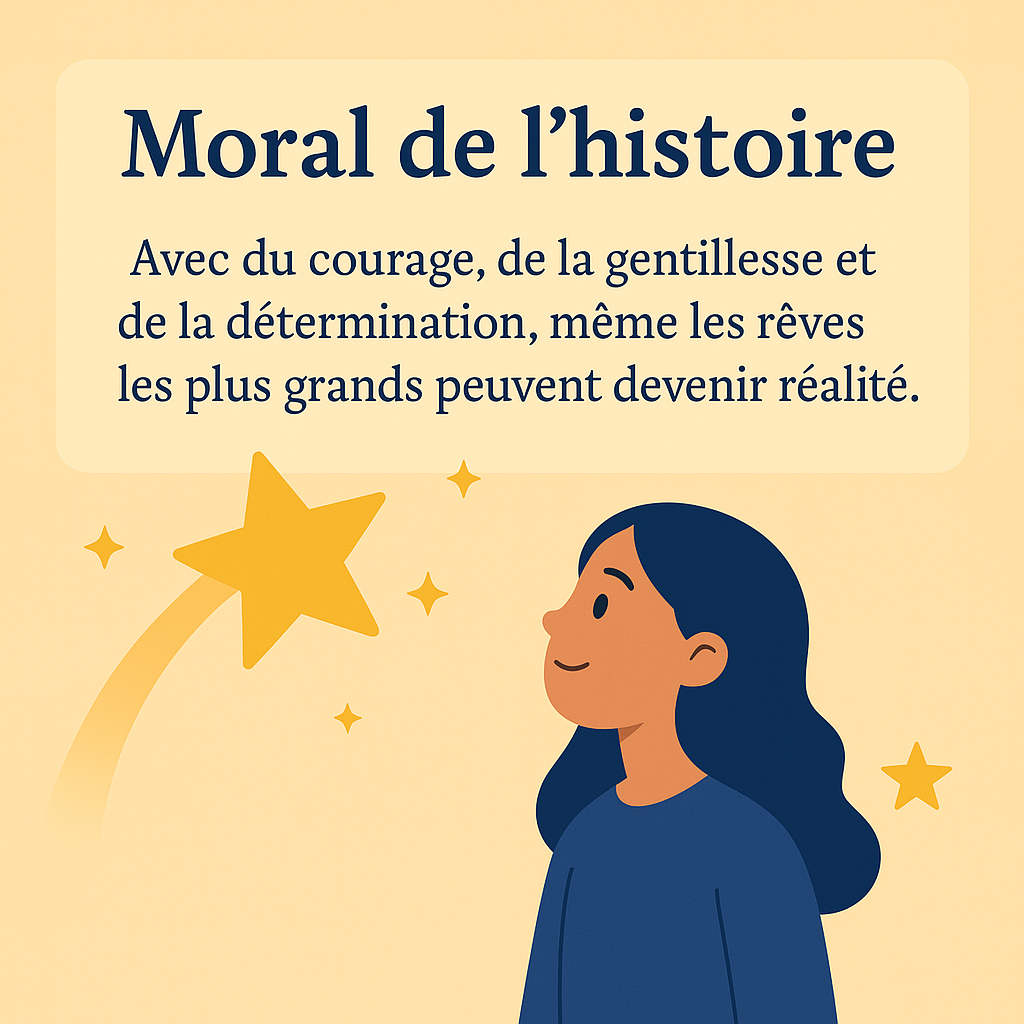 Moral de l’histoire
Avec du courage, de la gentillesse et
de la détermination, même les rêves
les plus grands peuvent devenir réalité.